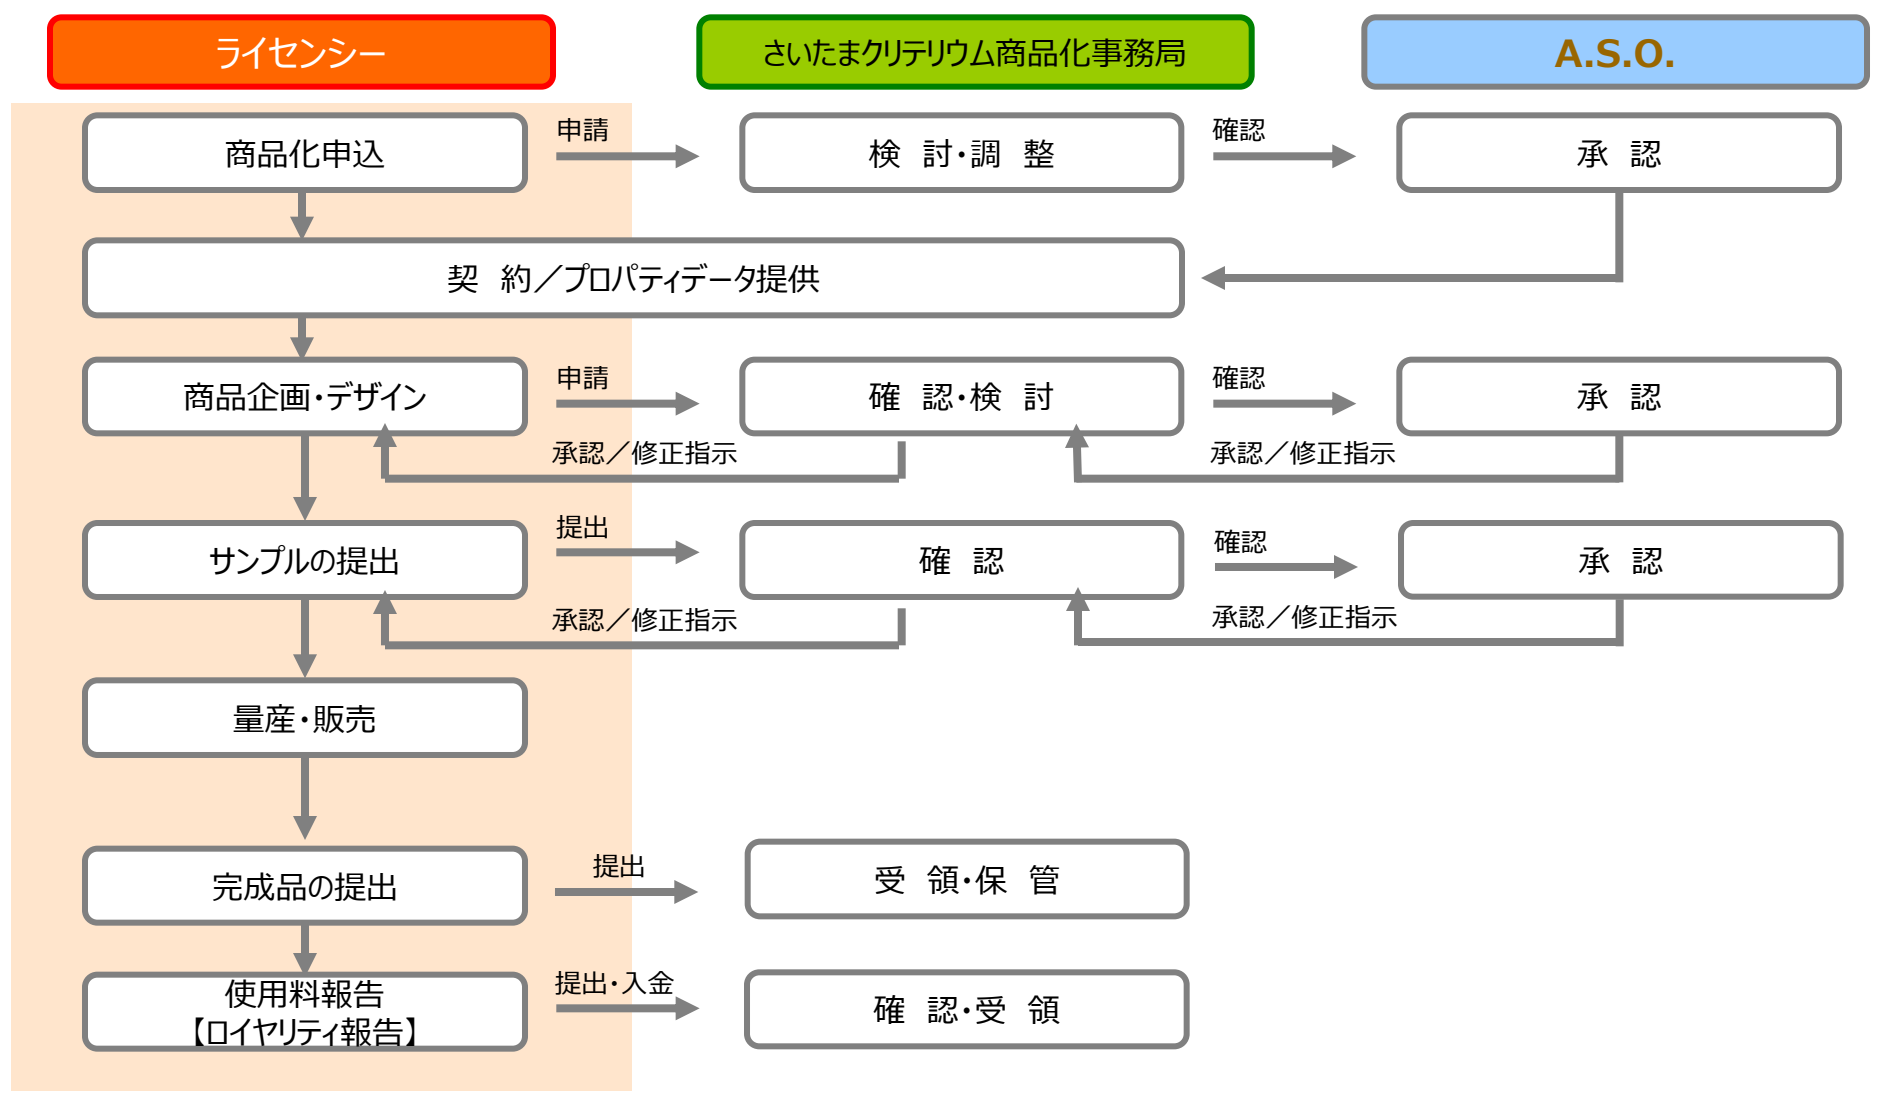 ライセンシー
さいたまクリテリウム商品化事務局
A.S.O.
商品化申込
申請
検　討・調　整
確認
承　認
契　約／プロパティデータ提供
商品企画・デザイン
申請
確　認・検　討
確認
承　認
承認／修正指示
承認／修正指示
サンプルの提出
提出
確　認
確認
承　認
承認／修正指示
承認／修正指示
量産・販売
完成品の提出
提出
受　領・保　管
使用料報告
【ロイヤリティ報告】
提出・入金
確　認・受　領